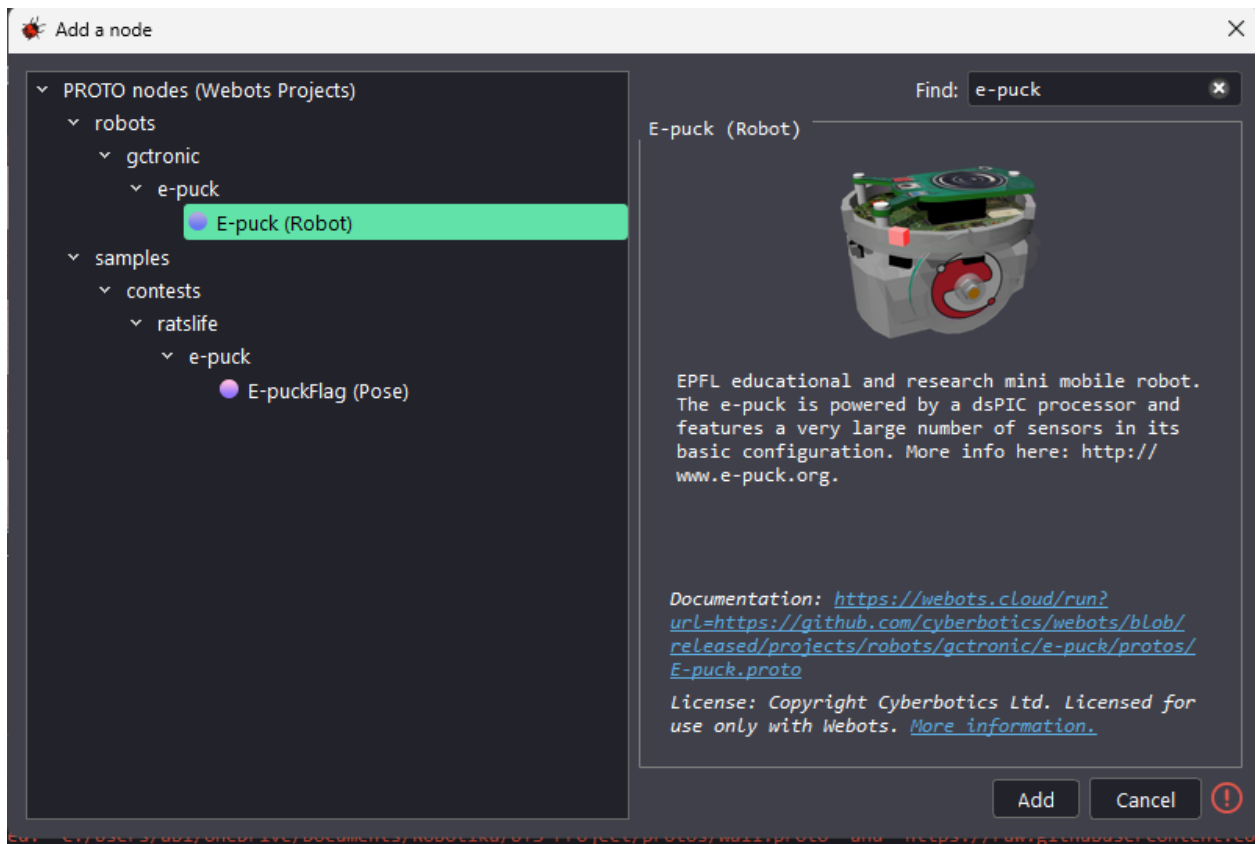 Add a node
PROTO nodes (Webots Projects)
robots
gctronic
e-puck
E-puck (Robot)
samples
contests
ratslife
e-puck
E-puckFlag (Pose)
Find: e-puck
E-puck (Robot)
EPFL educational and research mini mobile robot.
The e-puck is powered by a dsPIC processor and
features a very large number of sensors in its
basic configuration. More info here: http://
www.e-puck.org.
Documentation: https://webots.cloud/run?
url=https://github.com/cyberbotics/webots/blob/
released/projects/robots/gctronic/e-puck/protos/
E-puck.proto
License: Copyright Cyberbotics Ltd. Licensed for
use only with Webots. More information.
Add Cancel